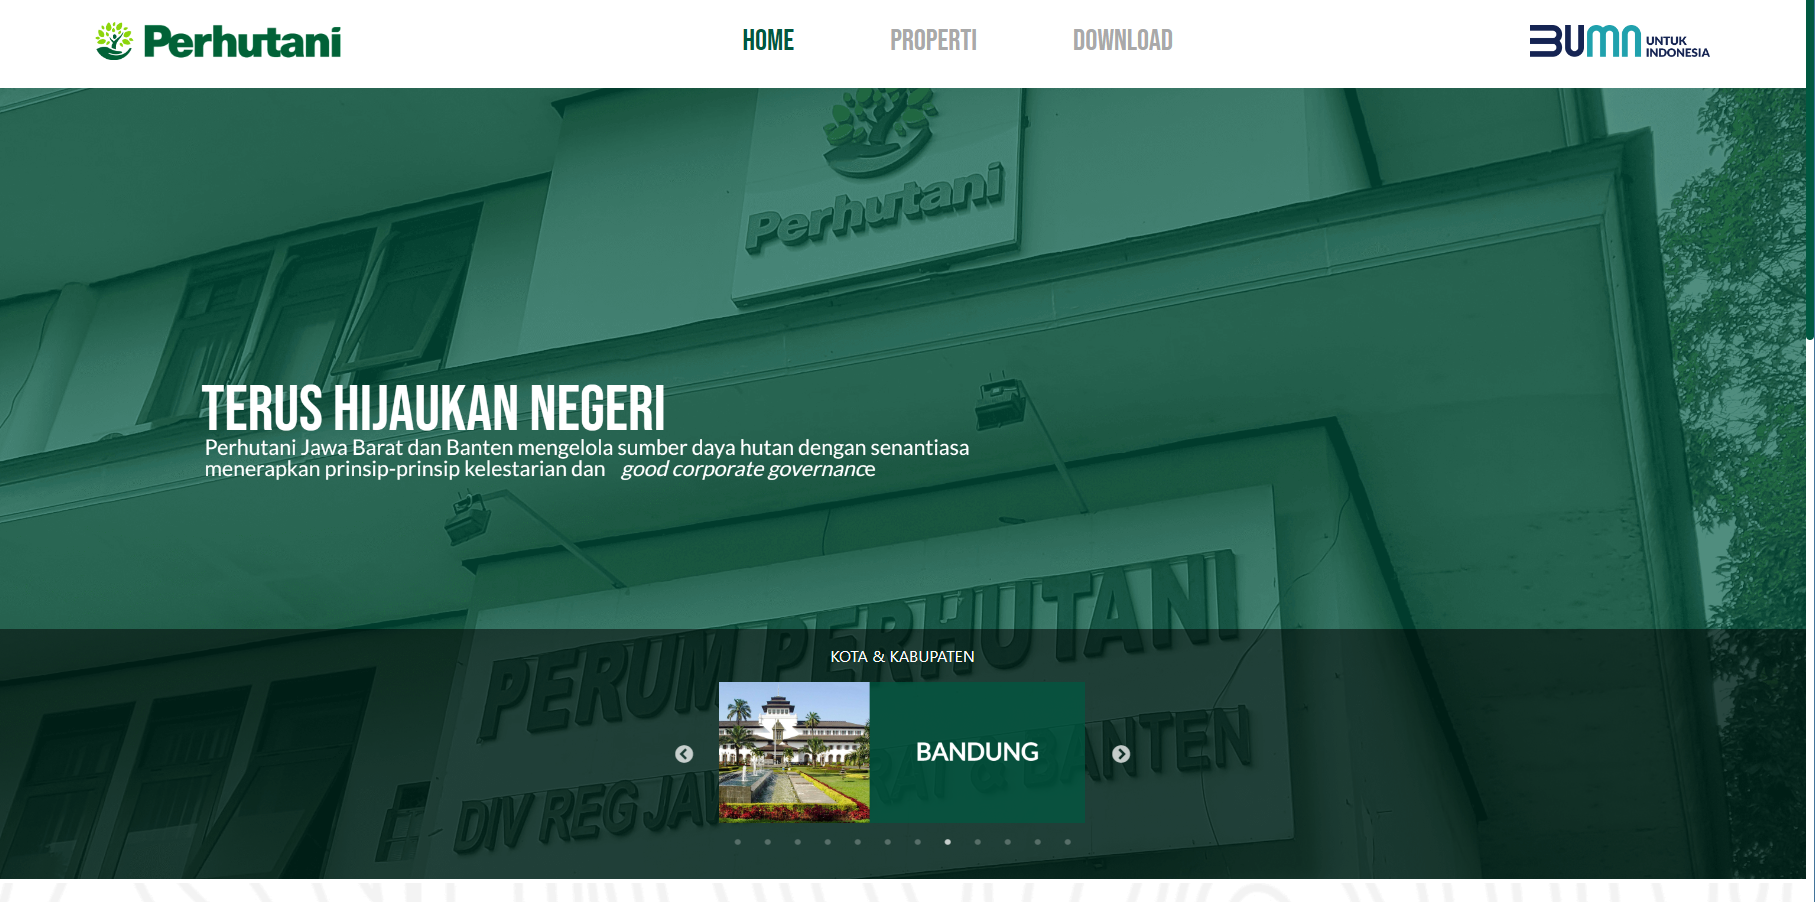 Perhutani
HOME
PROPERTI
DOWNLOAD
BUMN UNTUK
INDONESIA
Perhutani
TERUS HIJAUKAN NEGERI
Perhutani Jawa Barat dan Banten mengelola sumber daya hutan dengan senantiasa
menerapkan prinsip-prinsip kelestarian dan good corporate governance
PERUM PERHUTANI
KOTA & KABUPATEN
DIV REG JAWA BARAT & BANTEN
BANDUNG